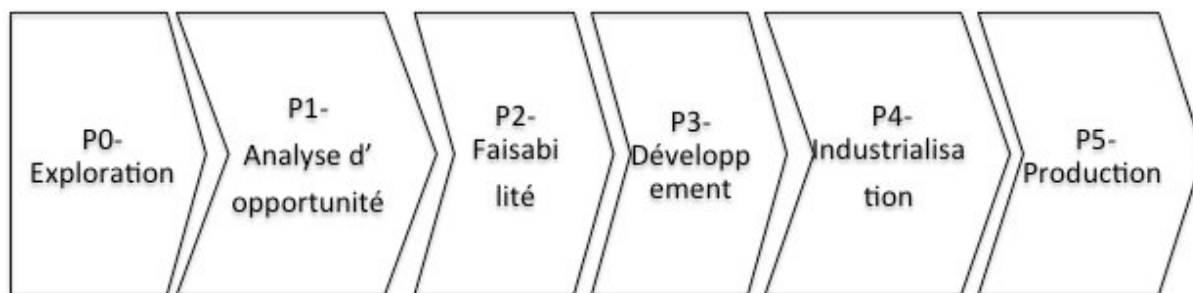 P0-
Exploration
P1-
Analyse d’
opportunité
P2-
Faisabi
lité
P3-
Développ
ement
P4-
Industrialisa
tion
P5-
Production